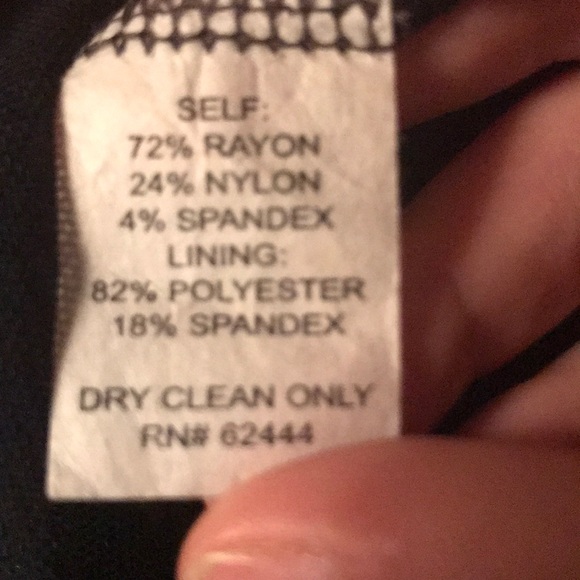 SELF:
72% RAYON
24% NYLON
4% SPANDEX
LINING:
82% POLYESTER
18% SPANDEX
DRY CLEAN ONLY
RN# 62444